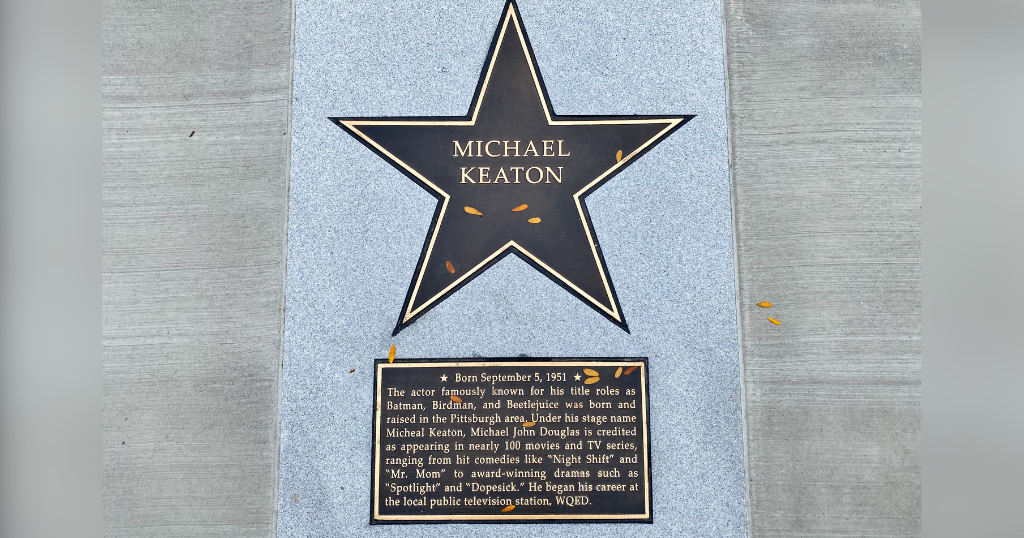 MICHAEL
KEATON
★ Born September 5, 1951 ★
The actor famously known for his title roles as
Batman, Birdman, and Beetlejuice was born and
raised in the Pittsburgh area. Under his stage name
Micheal Keaton, Michael John Douglas is credited
as appearing in nearly 100 movies and TV series,
ranging from hit comedies like “Night Shift” and
“Mr. Mom” to award-winning dramas such as
“Spotlight” and “Dopesick.” He began his career at
the local public television station, WQED.